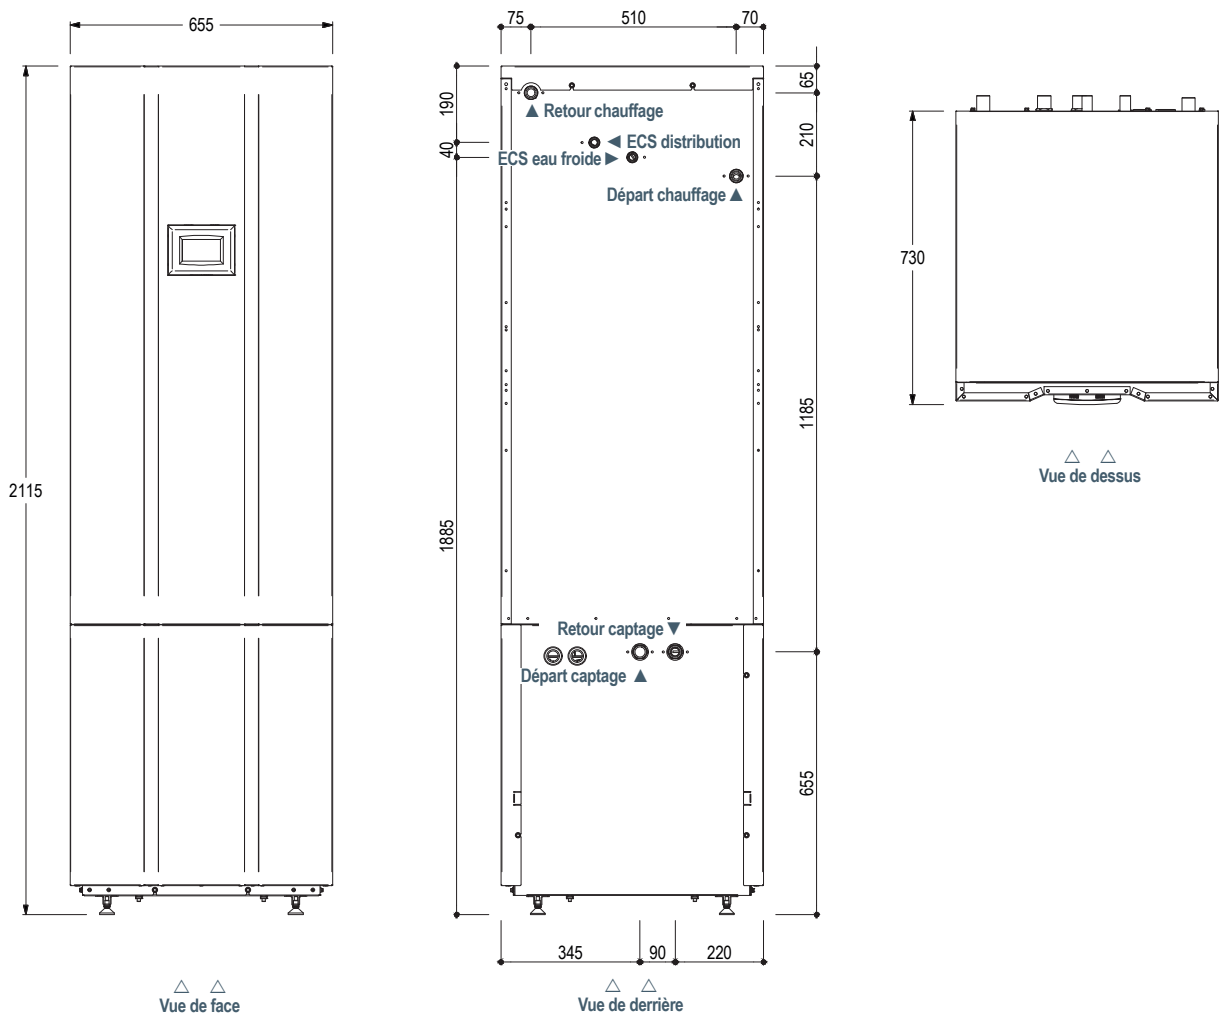 655
2115
Vue de face
75
510
70
190
40
1885
65
210
1185
655
Retour chauffage
ECS distribution
ECS eau froide
Départ chauffage
Retour captage
Départ captage
345
90
220
Vue de derrière
730
Vue de dessus